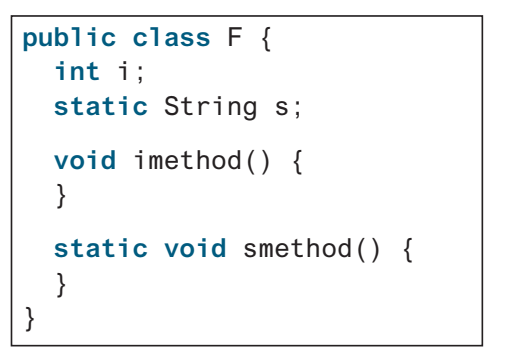 public class F {
  int i;
  static String s;
  void imethod() {
  }
  static void smethod() {
  }
}